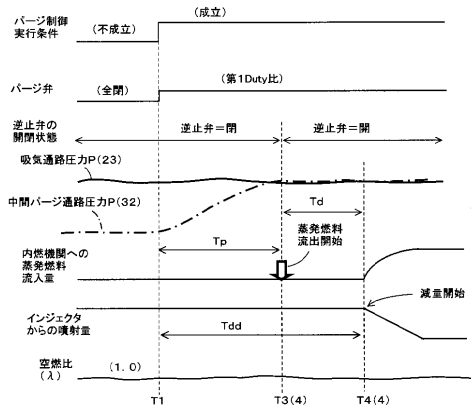 パージ制御
実行条件
(不成立)
(成立)
パージ弁
(全閉)
(第1Duty比)
逆止弁の
開閉状態
逆止弁=閉
逆止弁=開
吸気通路圧力P(23)
中間パージ通路圧力P(32)
Td
Tp
蒸発燃料
流出開始
内燃機関への
蒸発燃料
流入量
減量開始
インジェクタ
からの噴射量
Tdd
空燃比
(λ)
(1.0)
T1
T3(4)
T4(4)